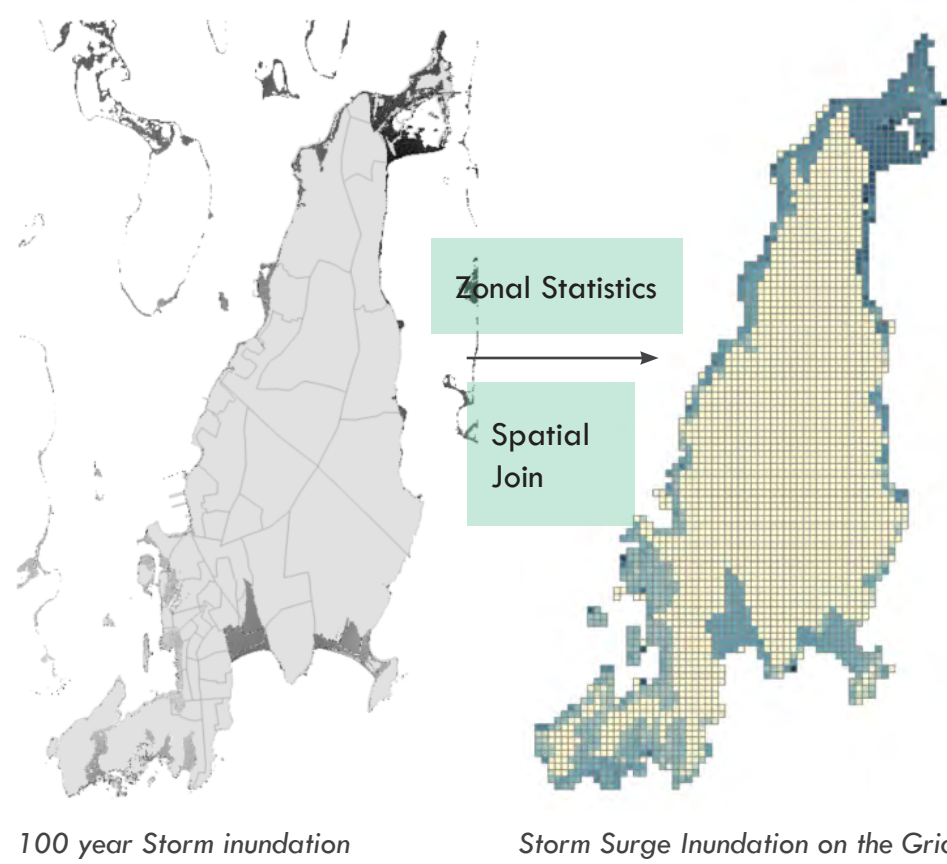 Zonal Statistics
Spatial
Join
100 year Storm inundation
Storm Surge Inundation on the Gri